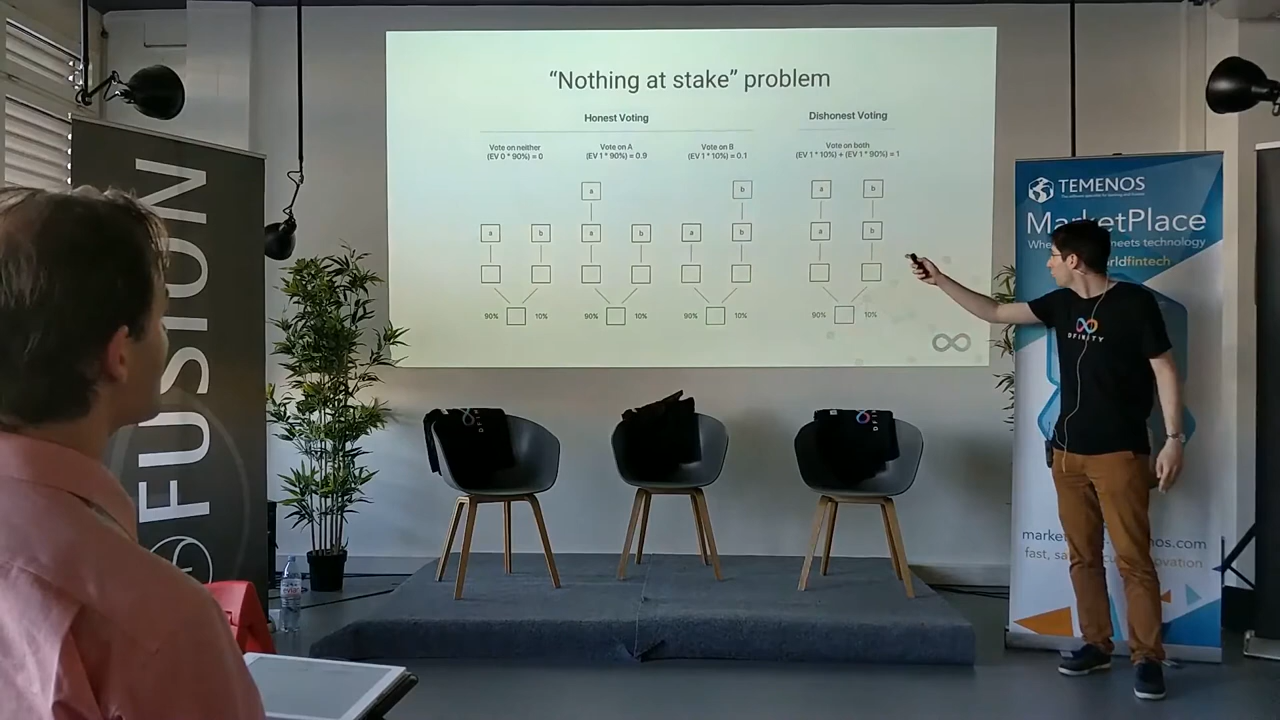 “Nothing at stake” problem
Honest Voting
Dishonest Voting
Vote on neither
(EV 0 * 90%) = 0
Vote on A
(EV 1 * 90%) = 0.9
Vote on B
(EV 1 * 10%) = 0.1
Vote on both
(EV 1 * 10%) + (EV 1 * 90%) = 1
a b a b
a b a b a b a b
90% 10% 90% 10% 90% 10% 90% 10%
FUSION
TEMENOS
MarketPlace
meets technology
DFINITY
fast,